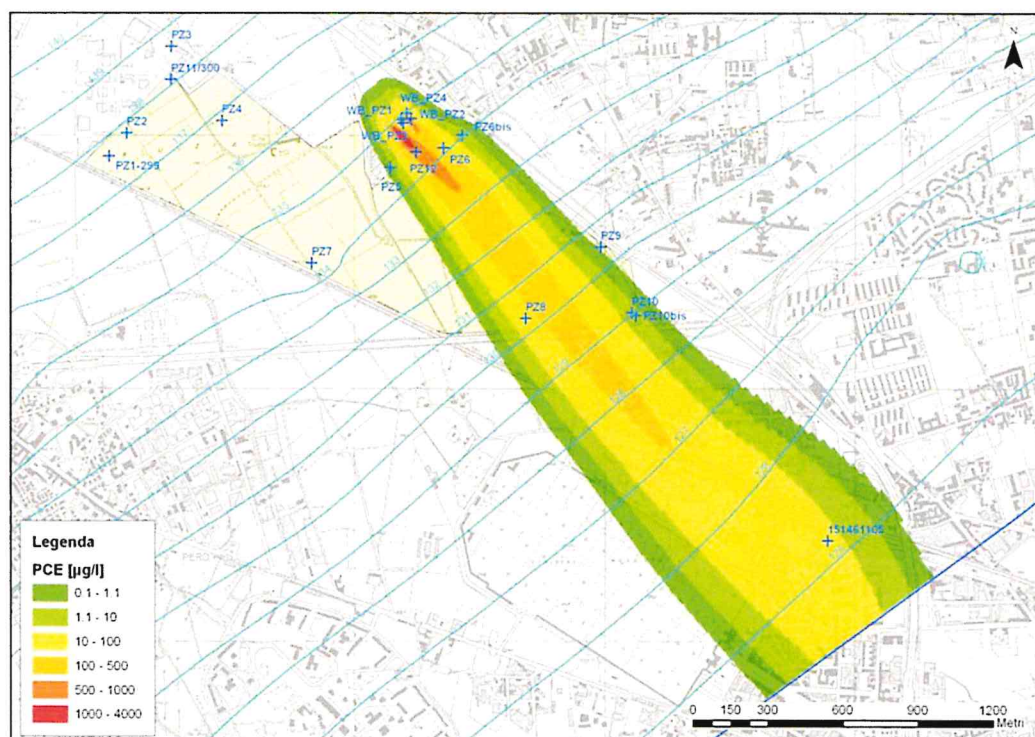 N
PZ3
PZ11/300
PZ4
PZ2
PZ1-299
WB_PZ4
WB_PZ1
WB_PZ2
PZ6bis
PZ6
PZ5
PZ7
PZ9
PZ10
PZ10bis
PZ8
151461105
PERO
Legenda
PCE [µg/l]
0.1 - 1.1
1.1 - 10
10 - 100
100 - 500
500 - 1000
1000 - 4000
0 150 300 600 900 1200
Metri